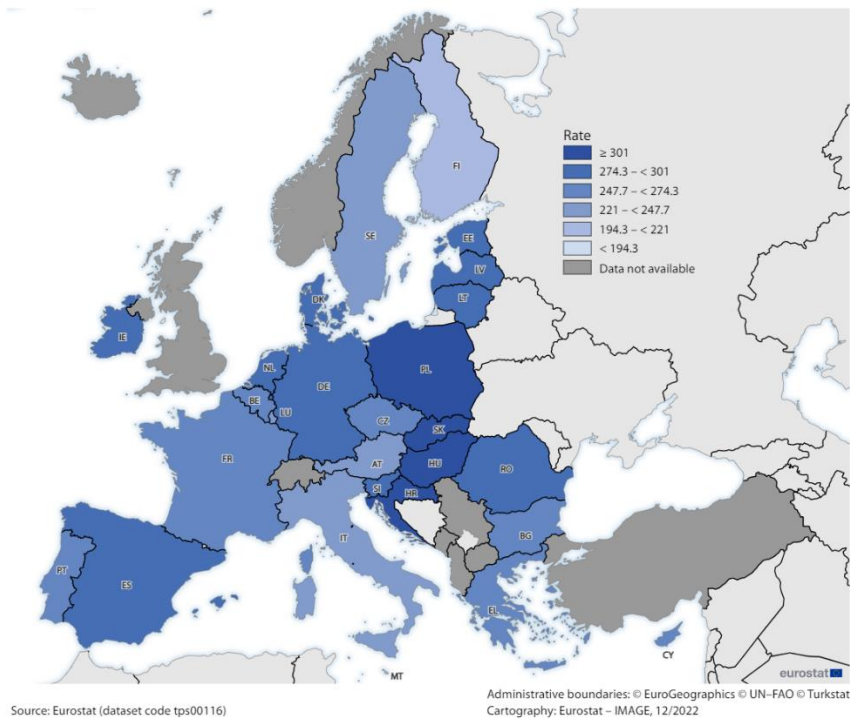 Rate
≥ 301
274.3 – < 301
247.7 – < 274.3
221 – < 247.7
194.3 – < 221
< 194.3
Data not available
FI
SE
EE
LV
LT
DK
IE
NL
DE
PL
BE
LU
CZ
SK
FR
AT
HU
RO
SI
HR
IT
BG
PT
ES
EL
CY
MT
eurostat
Administrative boundaries: © EuroGeographics © UN–FAO © Turkstat
Source: Eurostat (dataset code tps00116)
Cartography: Eurostat – IMAGE, 12/2022